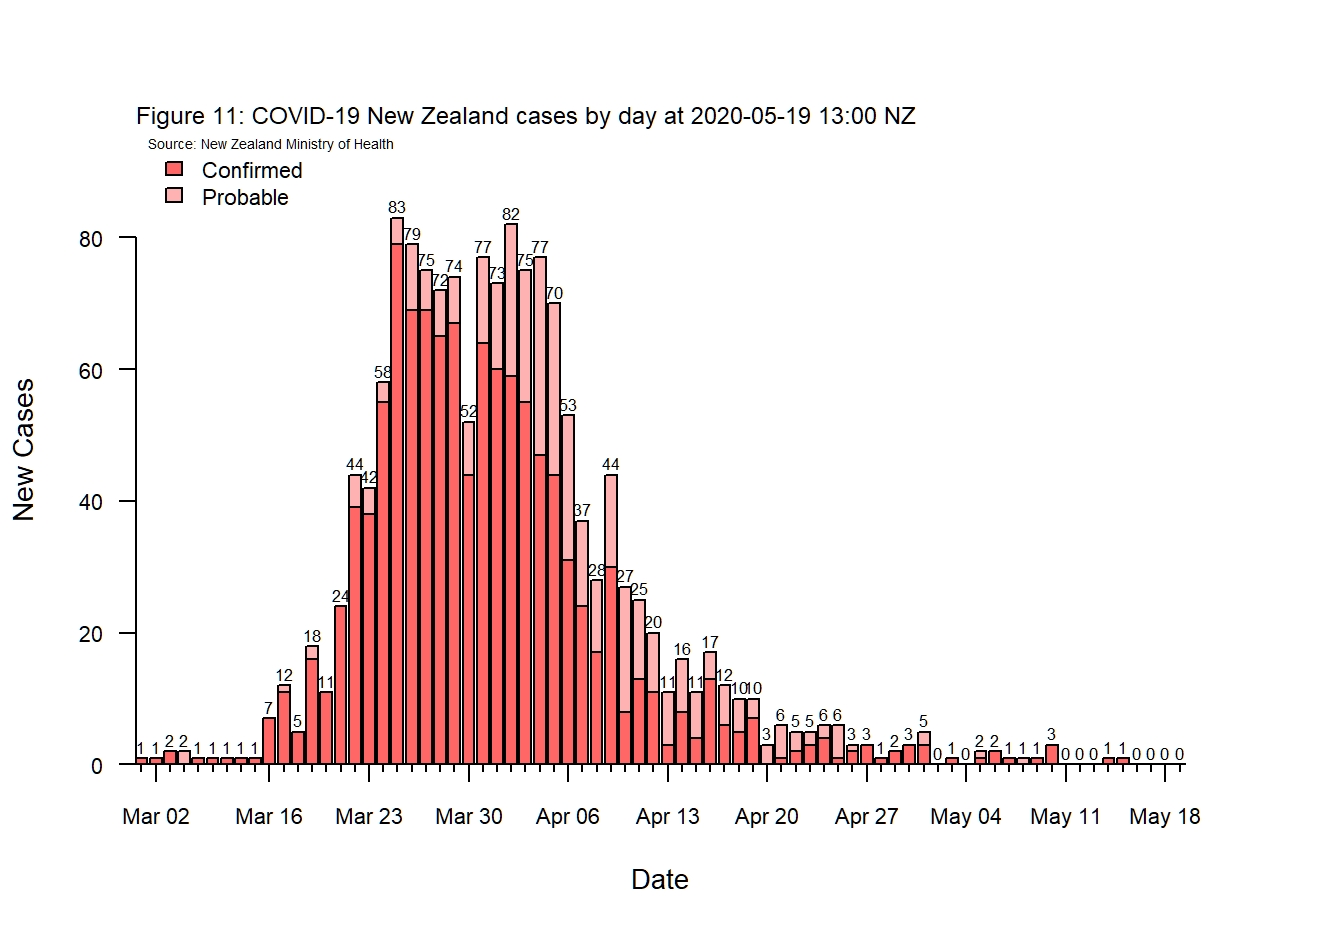 Figure 11: COVID-19 New Zealand cases by day at 2020-05-19 13:00 NZ
Source: New Zealand Ministry of Health
Confirmed
Probable
New Cases
80
60
40
20
0
1 1 2 2 1 1 1 1 1 7 12 5 18 11 24 44 42 58 83 79 75 72 74 52 77 73 82 75 77 70 53 37 28 44 27 25 20 11 16 11 17 12 10 10 3 6 5 5 6 6 3 3 1 2 3 5 0 1 0 2 2 1 1 1 3 0 0 0 1 1 0 0 0 0
Mar 02 Mar 16 Mar 23 Mar 30 Apr 06 Apr 13 Apr 20 Apr 27 May 04 May 11 May 18
Date